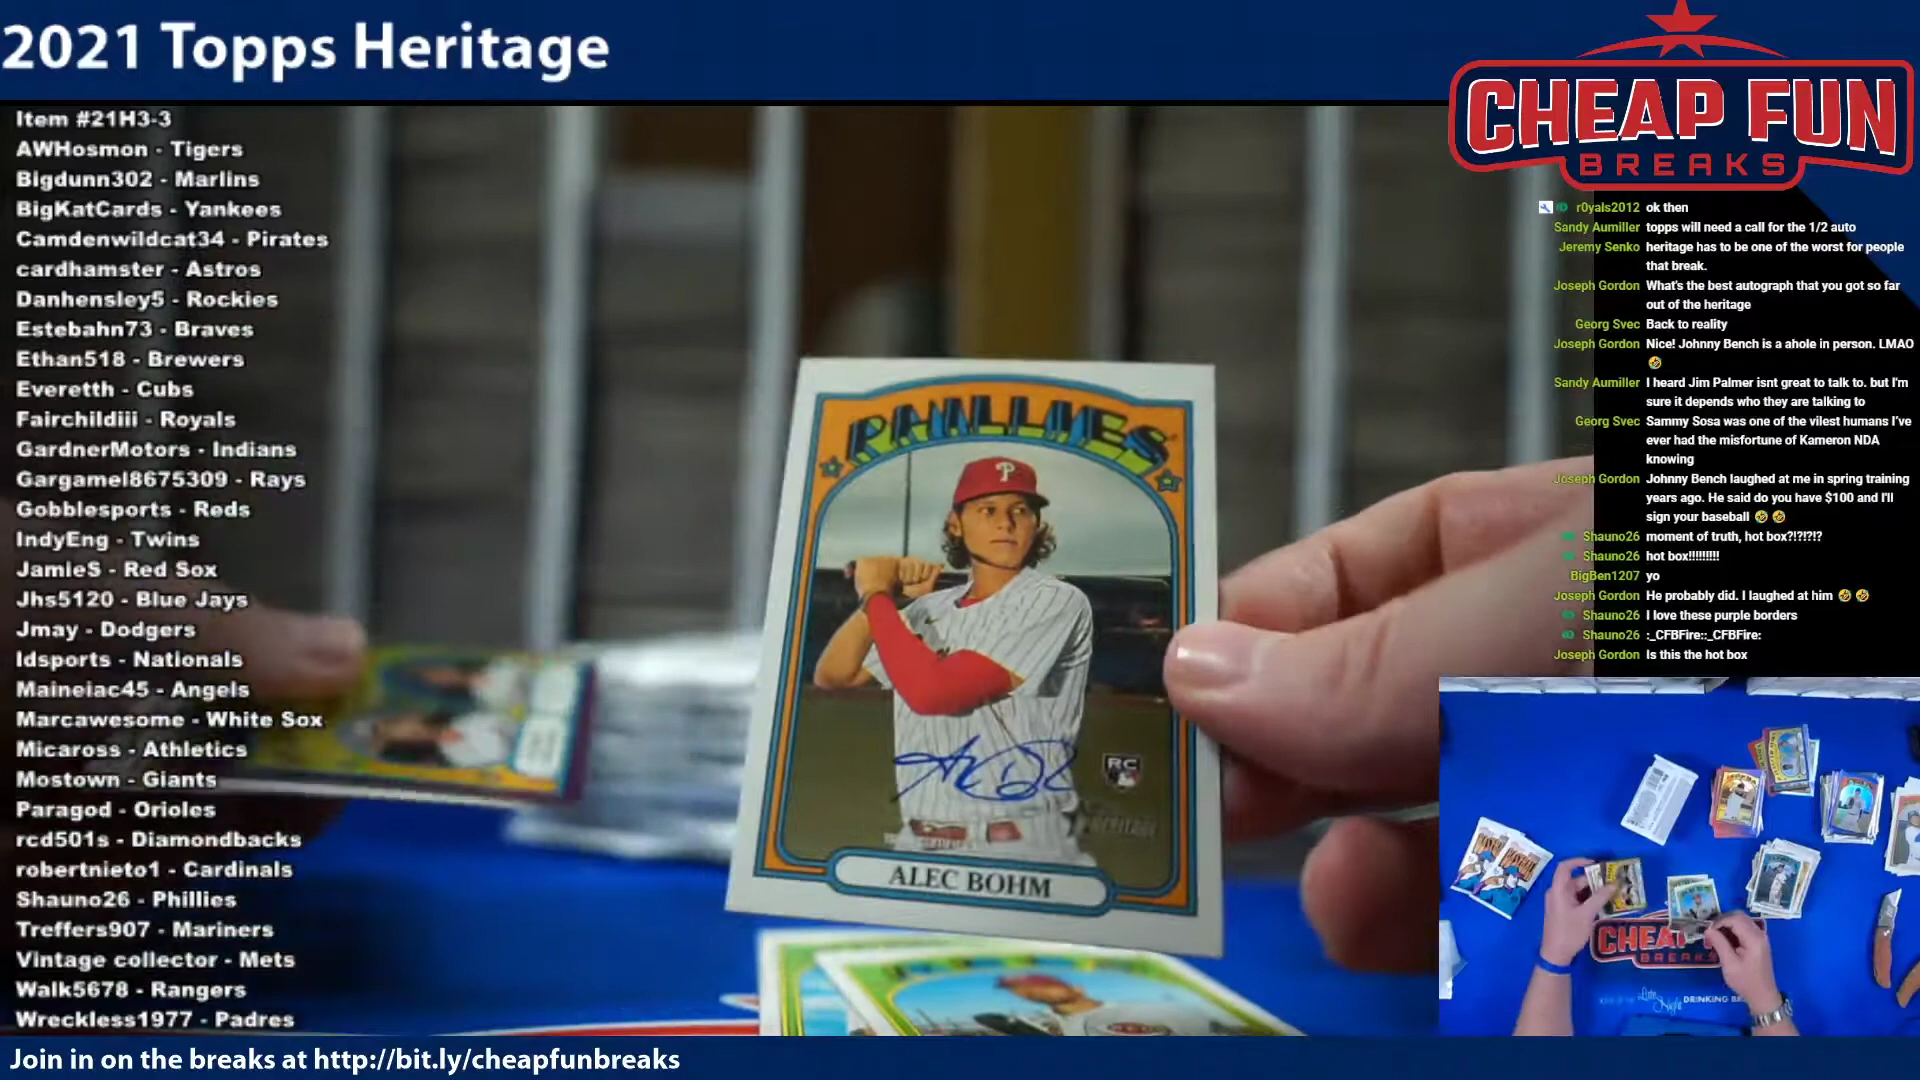 2021 Topps Heritage
CHEAP FUN
BREAKS
Item #21H3-3
AWHosmon - Tigers
Bigdunn302 - Marlins
BigKatCards - Yankees
Camdenwildcat34 - Pirates
cardhamster - Astros
Danhensley5 - Rockies
Estebahn73 - Braves
Ethan518 - Brewers
Everetth - Cubs
Fairchildiii - Royals
GardnerMotors - Indians
Gargamel8675309 - Rays
Gobblesports - Reds
IndyEng - Twins
JamieS - Red Sox
Jhs5120 - Blue Jays
Jmay - Dodgers
ldsports - Nationals
Maineiac45 - Angels
Marcawesome - White Sox
Micaross - Athletics
Mostown - Giants
Paragod - Orioles
rcd501s - Diamondbacks
robertnieto1 - Cardinals
Shauno26 - Phillies
Treffers907 - Mariners
Vintage collector - Mets
Walk5678 - Rangers
Wreckless1977 - Padres
PHILLIES
P
RC
ALEC BOHM
r0yals2012 ok then
Sandy Aumiller topps will need a call for the 1/2 auto
Jeremy Senko heritage has to be one of the worst for people
that break.
Joseph Gordon What's the best autograph that you got so far
out of the heritage
Georg Svec Back to reality
Joseph Gordon Nice! Johnny Bench is a ahole in person. LMAO
🤣
Sandy Aumiller I heard Jim Palmer isnt great to talk to. but I'm
sure it depends who they are talking to
Georg Svec Sammy Sosa was one of the vilest humans I've
ever had the misfortune of Kameron NDA
knowing
Joseph Gordon Johnny Bench laughed at me in spring training
years ago. He said do you have $100 and I'll
sign your baseball 🤣 🤣
Shauno26 moment of truth, hot box?!?!?!?
Shauno26 hot box!!!!!!!!!
BigBen1207 yo
Joseph Gordon He probably did. I laughed at him 🤣 🤣
Shauno26 I love these purple borders
Shauno26 :_CFBFire::_CFBFire:
Joseph Gordon Is this the hot box
CHEAP
BREAKS
Late Night DRINKING
Join in on the breaks at http://bit.ly/cheapfunbreaks